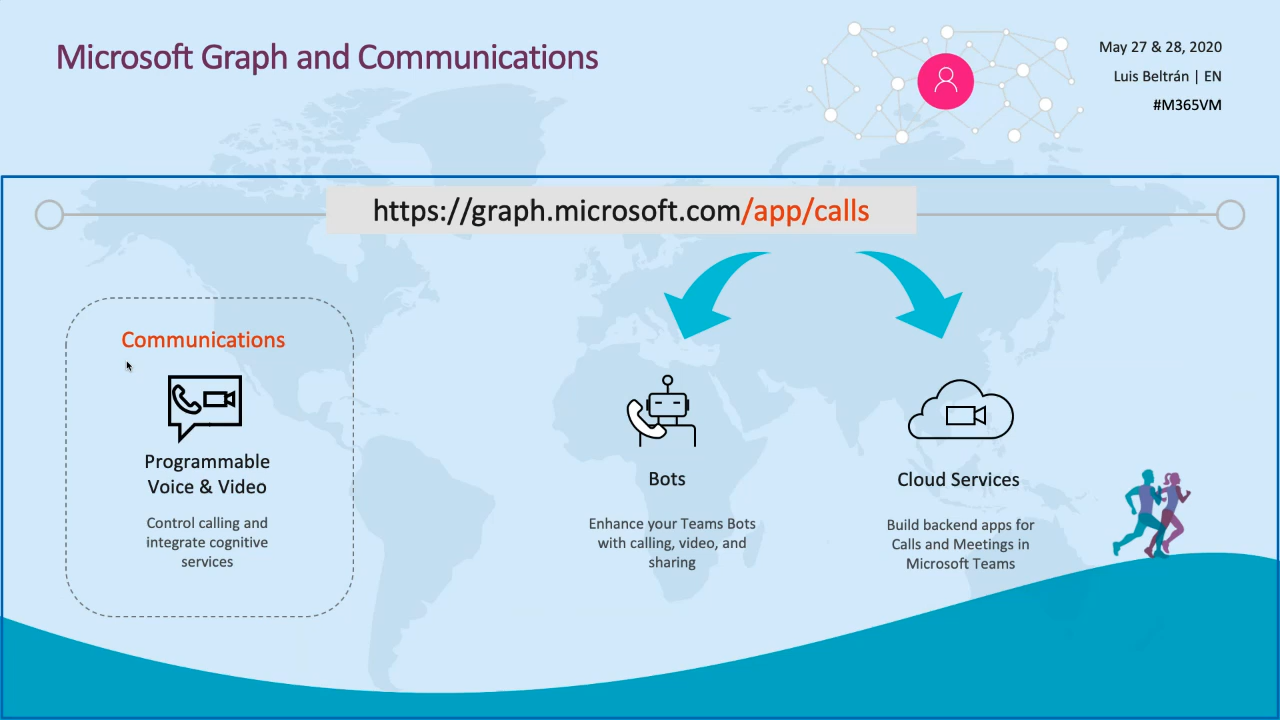 Microsoft Graph and Communications
May 27 & 28, 2020
Luis Beltrán | EN
#M365VM
https://graph.microsoft.com/app/calls
Communications
Programmable
Voice & Video
Control calling and
integrate cognitive
services
Bots
Enhance your Teams Bots
with calling, video, and
sharing
Cloud Services
Build backend apps for
Calls and Meetings in
Microsoft Teams